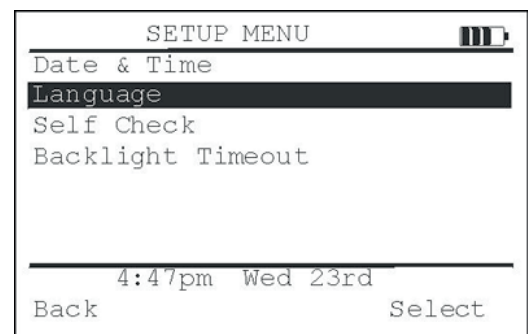 SETUP MENU
Date & Time
Language
Self Check
Backlight Timeout
4:47pm Wed 23rd
Back Select